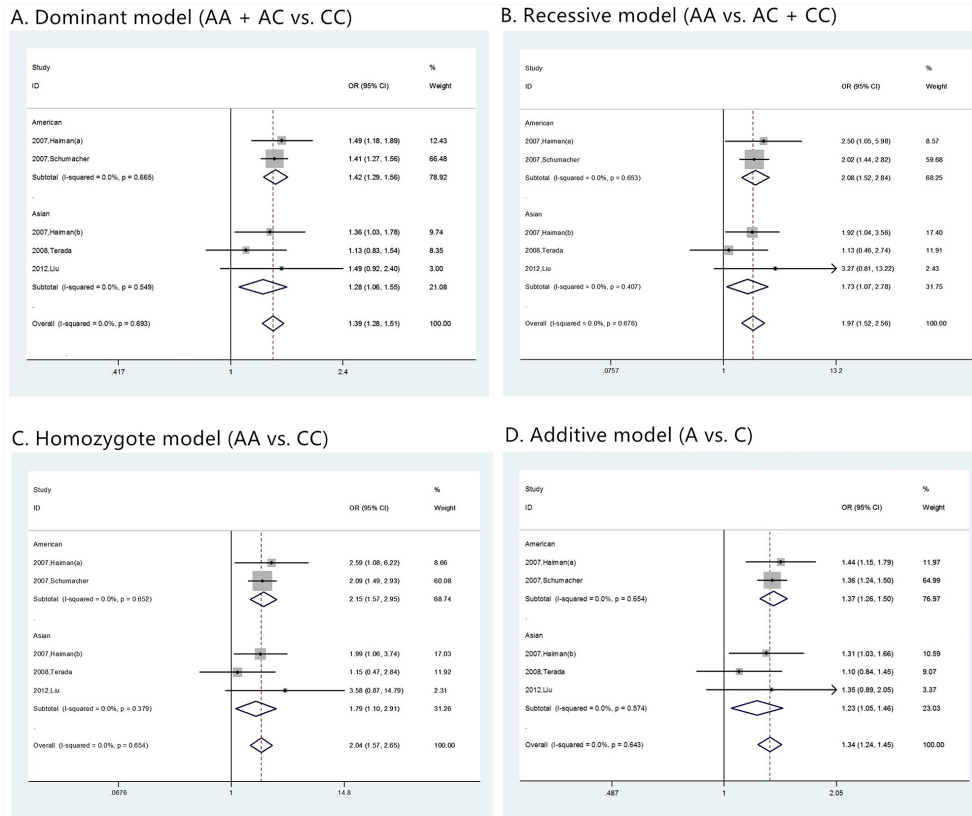 A. Dominant model (AA + AC vs. CC)
Study %
ID OR (95% CI) Weight
American
2007,Haiman(a) 1.49 (1.18, 1.89) 12.43
2007,Schumacher 1.41 (1.27, 1.56) 66.48
Subtotal (I-squared = 0.0%, p = 0.665) 1.42 (1.29, 1.56) 78.92
.
Asian
2007,Haiman(b) 1.36 (1.03, 1.78) 9.74
2008,Terada 1.13 (0.83, 1.54) 8.35
2012,Liu 1.49 (0.92, 2.40) 3.00
Subtotal (I-squared = 0.0%, p = 0.549) 1.28 (1.06, 1.55) 21.08
.
Overall (I-squared = 0.0%, p = 0.693) 1.39 (1.28, 1.51) 100.00
.417 1 2.4
B. Recessive model (AA vs. AC + CC)
Study %
ID OR (95% CI) Weight
American
2007,Haiman(a) 2.50 (1.05, 5.98) 8.57
2007,Schumacher 2.02 (1.44, 2.82) 59.68
Subtotal (I-squared = 0.0%, p = 0.653) 2.08 (1.52, 2.84) 68.25
.
Asian
2007,Haiman(b) 1.92 (1.04, 3.56) 17.40
2008,Terada 1.13 (0.46, 2.74) 11.91
2012,Liu 3.27 (0.81, 13.22) 2.43
Subtotal (I-squared = 0.0%, p = 0.407) 1.73 (1.07, 2.78) 31.75
.
Overall (I-squared = 0.0%, p = 0.676) 1.97 (1.52, 2.56) 100.00
.0757 1 13.2
C. Homozygote model (AA vs. CC)
Study %
ID OR (95% CI) Weight
American
2007,Haiman(a) 2.59 (1.08, 6.22) 8.66
2007,Schumacher 2.09 (1.49, 2.93) 60.08
Subtotal (I-squared = 0.0%, p = 0.652) 2.15 (1.57, 2.95) 68.74
.
Asian
2007,Haiman(b) 1.99 (1.06, 3.74) 17.03
2008,Terada 1.15 (0.47, 2.84) 11.92
2012,Liu 3.58 (0.87, 14.79) 2.31
Subtotal (I-squared = 0.0%, p = 0.379) 1.79 (1.10, 2.91) 31.26
.
Overall (I-squared = 0.0%, p = 0.654) 2.04 (1.57, 2.65) 100.00
.0676 1 14.8
D. Additive model (A vs. C)
Study %
ID OR (95% CI) Weight
American
2007,Haiman(a) 1.44 (1.15, 1.79) 11.97
2007,Schumacher 1.36 (1.24, 1.50) 64.99
Subtotal (I-squared = 0.0%, p = 0.654) 1.37 (1.26, 1.50) 76.97
.
Asian
2007,Haiman(b) 1.31 (1.03, 1.66) 10.59
2008,Terada 1.10 (0.84, 1.45) 9.07
2012,Liu 1.35 (0.89, 2.05) 3.37
Subtotal (I-squared = 0.0%, p = 0.574) 1.23 (1.05, 1.46) 23.03
.
Overall (I-squared = 0.0%, p = 0.643) 1.34 (1.24, 1.45) 100.00
.487 1 2.05